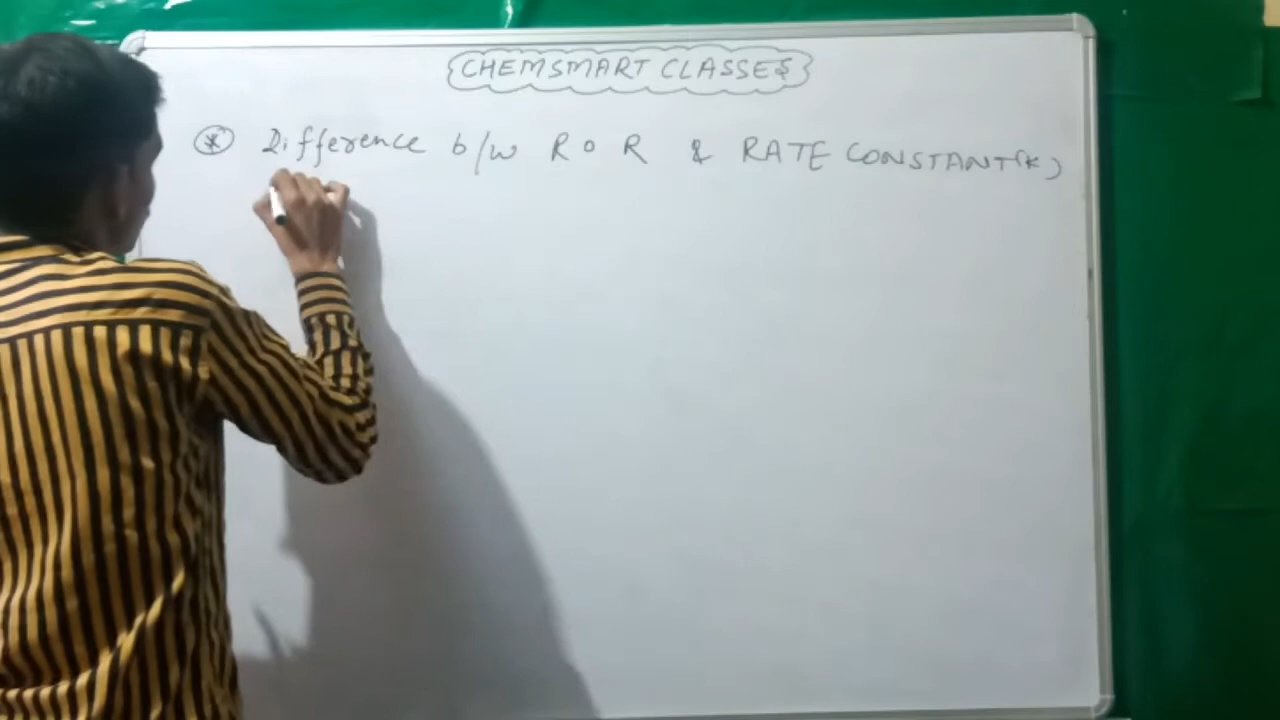 CHEMSMART CLASSES
* Difference b/w R O R & RATE CONSTANT(K)